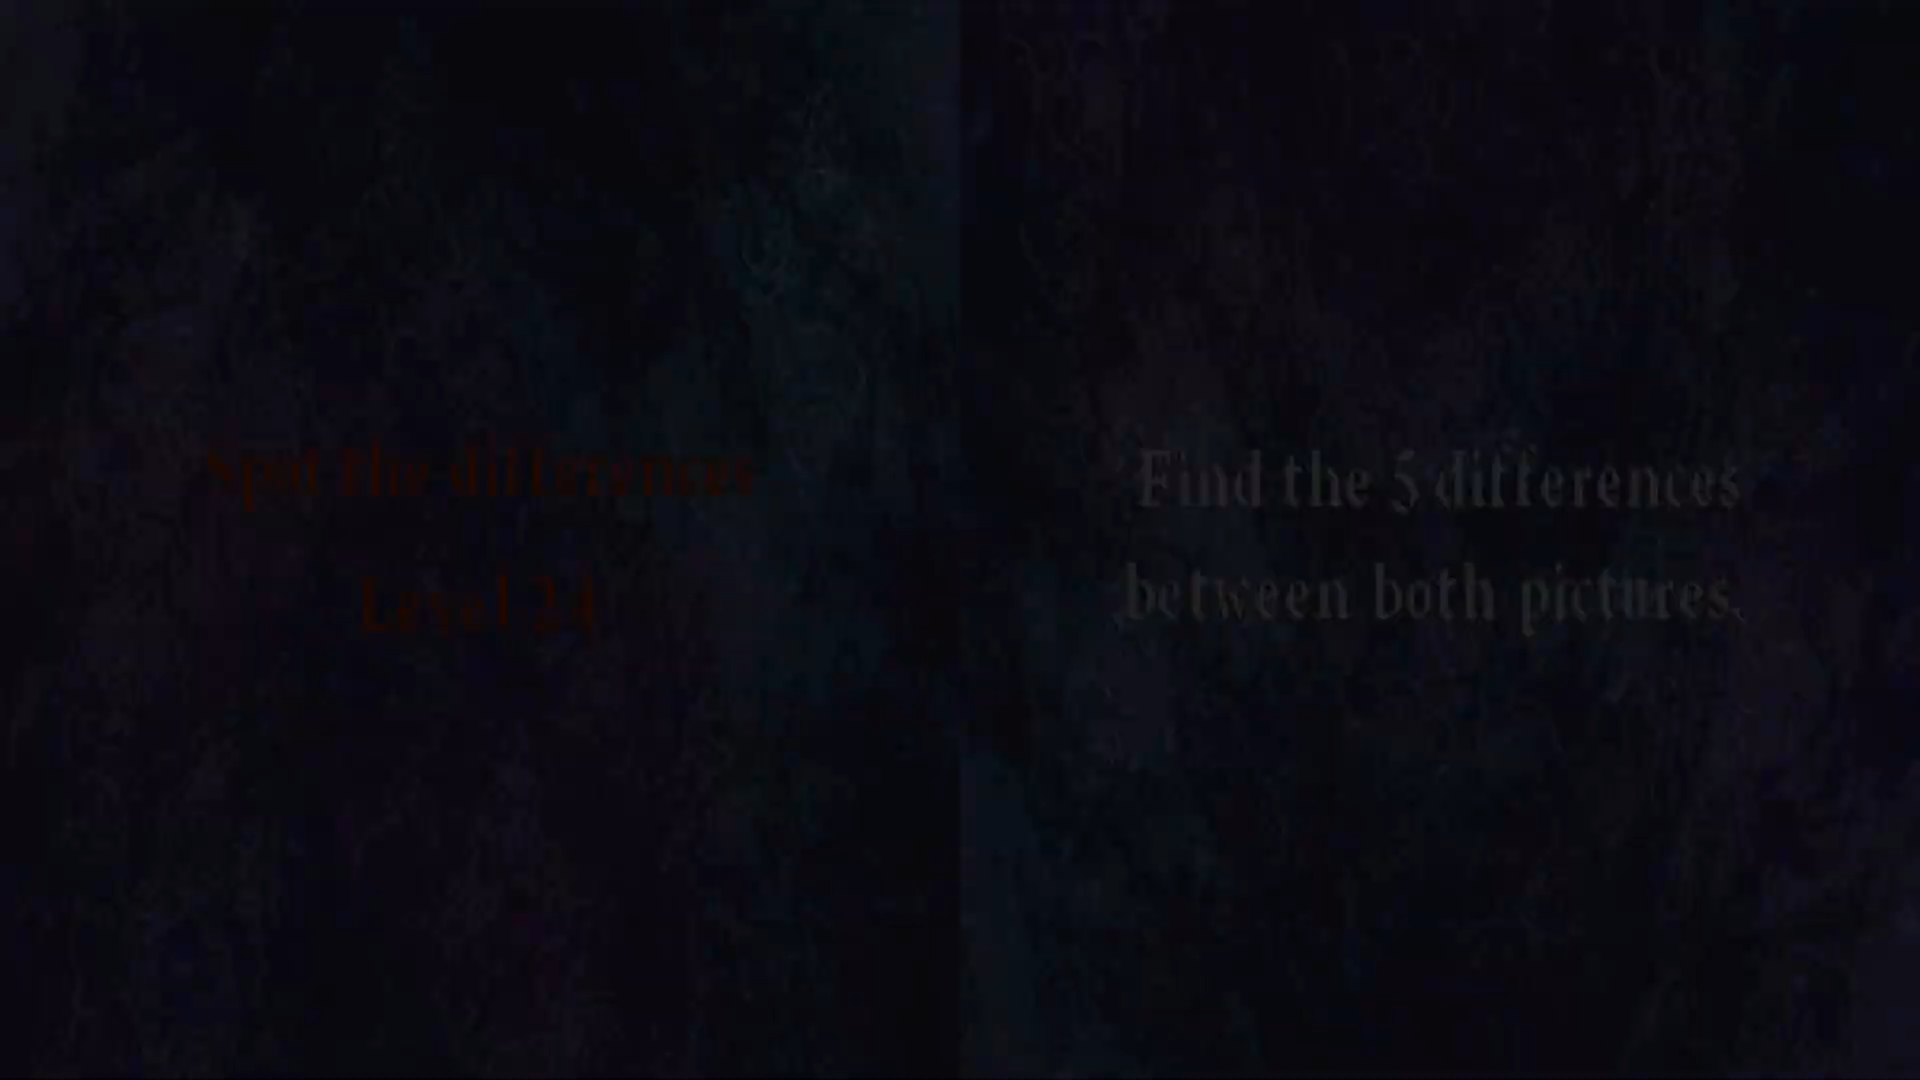 Spot the differences
Level 24
Find the 5 differences
between both pictures.